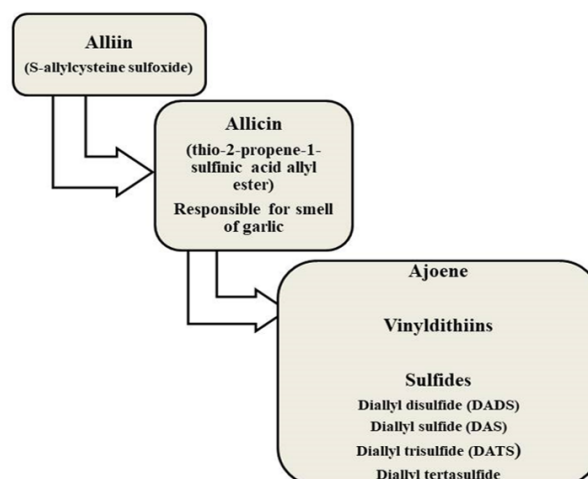 Alliin
(S-allylcysteine sulfoxide)
Allicin
(thio-2-propene-1-
sulfinic acid allyl
ester)
Responsible for smell
of garlic
Ajoene
Vinyldithiins
Sulfides
Diallyl disulfide (DADS)
Diallyl sulfide (DAS)
Diallyl trisulfide (DATS)
Diallyl tertasulfide